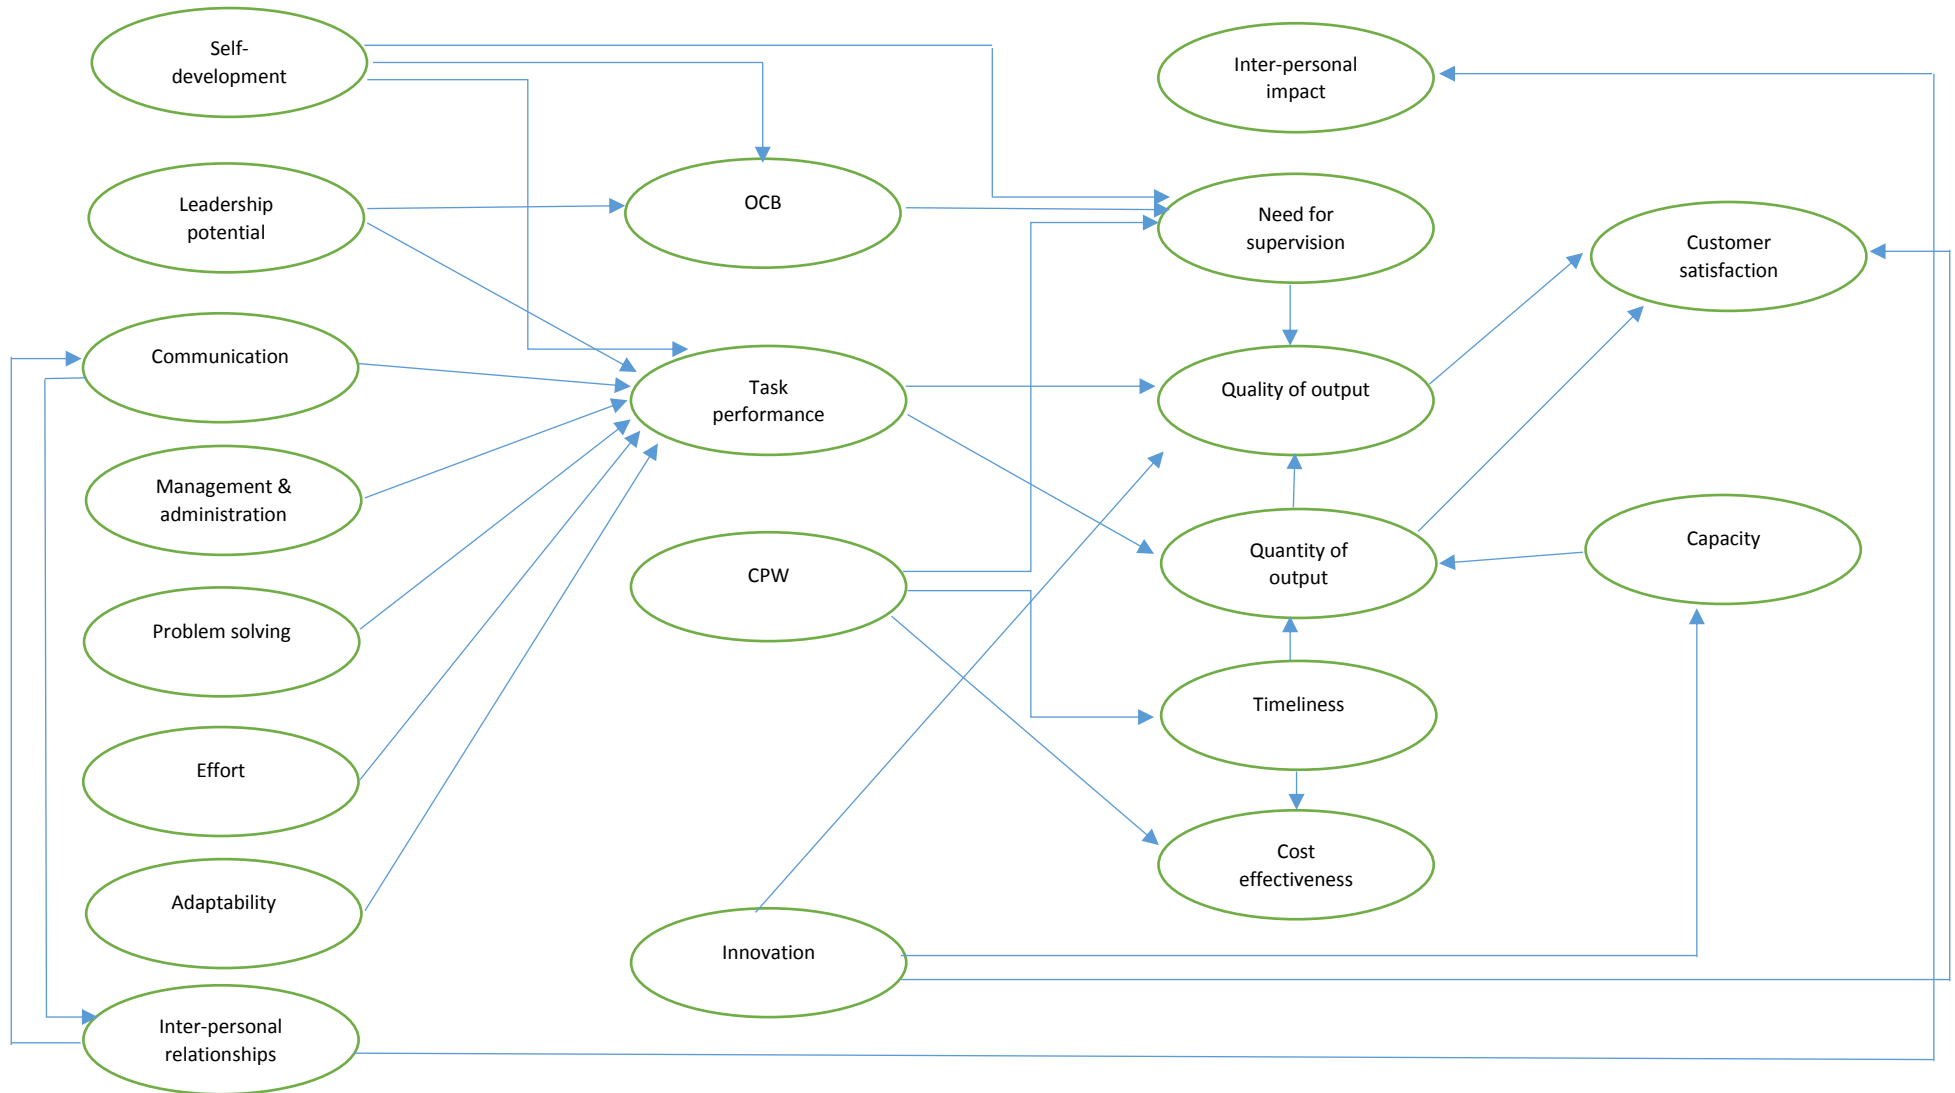 Self-
development
Leadership
potential
Communication
Management &
administration
Problem solving
Effort
Adaptability
Inter-personal
relationships
OCB
Task
performance
CPW
Innovation
Inter-personal
impact
Need for
supervision
Quality of output
Quantity of
output
Timeliness
Cost
effectiveness
Customer
satisfaction
Capacity